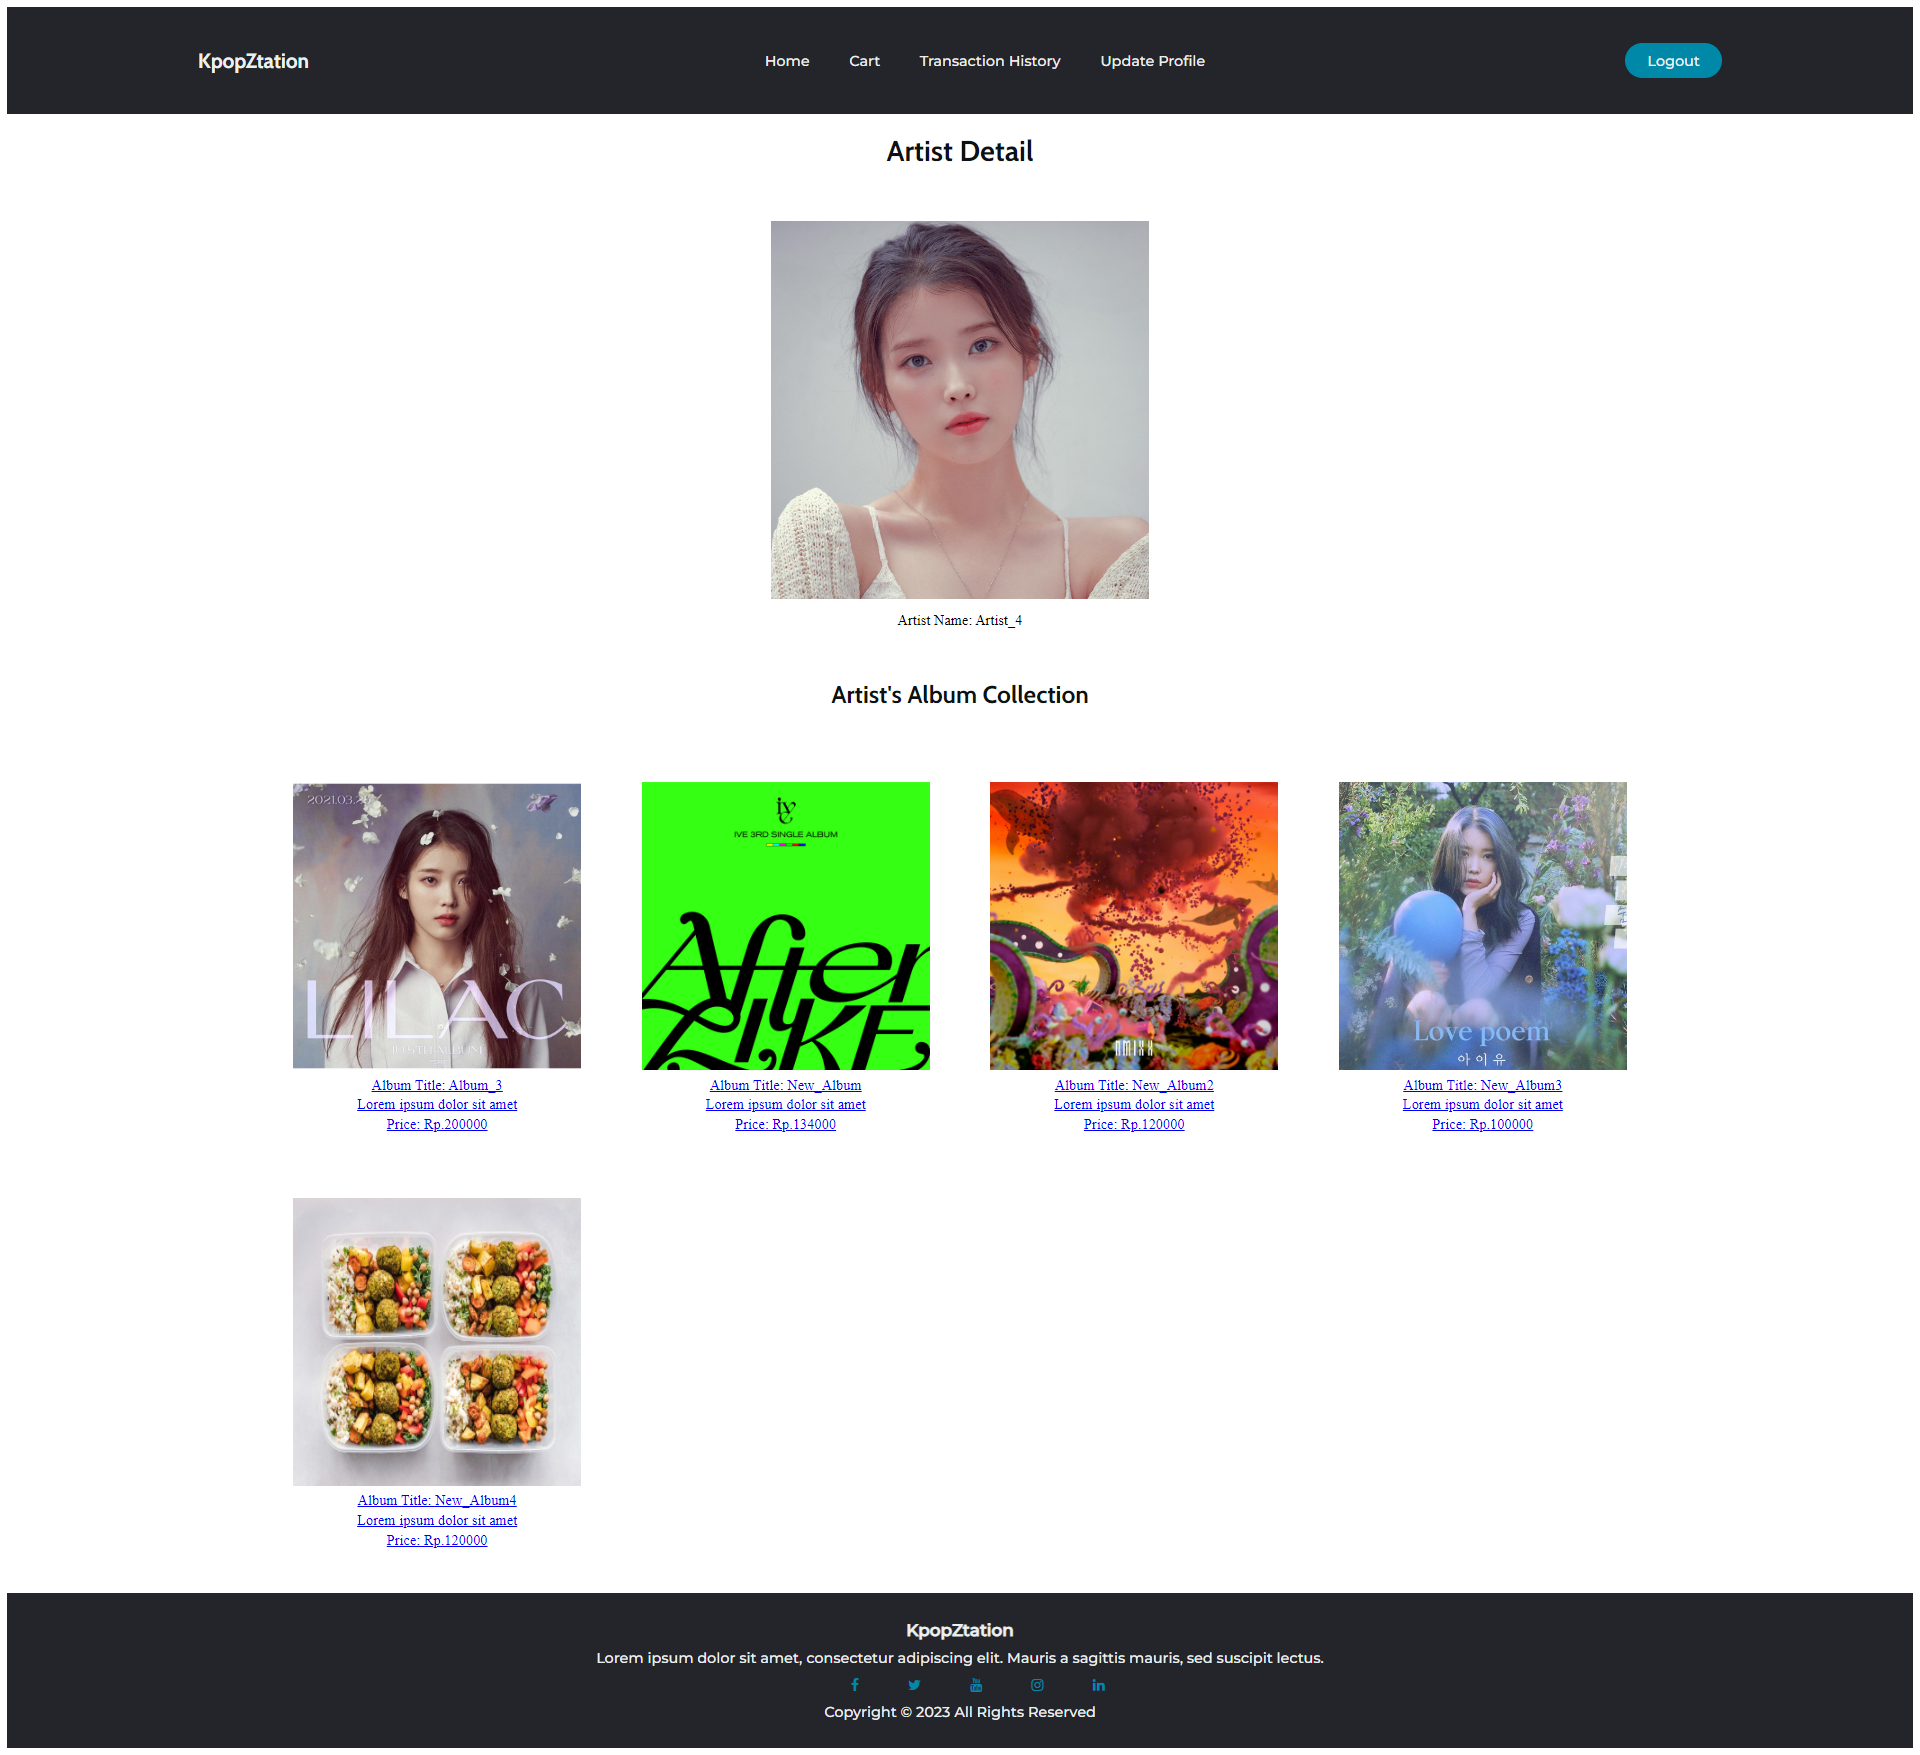 KpopZtation
Home Cart Transaction History Update Profile
Logout
Artist Detail
Artist Name: Artist_4
Artist's Album Collection
2021.03.25
LILAC
IU 5TH ALBUM
Album Title: Album_3
Lorem ipsum dolor sit amet
Price: Rp.200000
ive
IVE 3RD SINGLE ALBUM
After
LIKE
Album Title: New_Album
Lorem ipsum dolor sit amet
Price: Rp.134000
NMIXX
Album Title: New_Album2
Lorem ipsum dolor sit amet
Price: Rp.120000
Love poem
아이유
Album Title: New_Album3
Lorem ipsum dolor sit amet
Price: Rp.100000
Album Title: New_Album4
Lorem ipsum dolor sit amet
Price: Rp.120000
KpopZtation
Lorem ipsum dolor sit amet, consectetur adipiscing elit. Mauris a sagittis mauris, sed suscipit lectus.
Copyright © 2023 All Rights Reserved